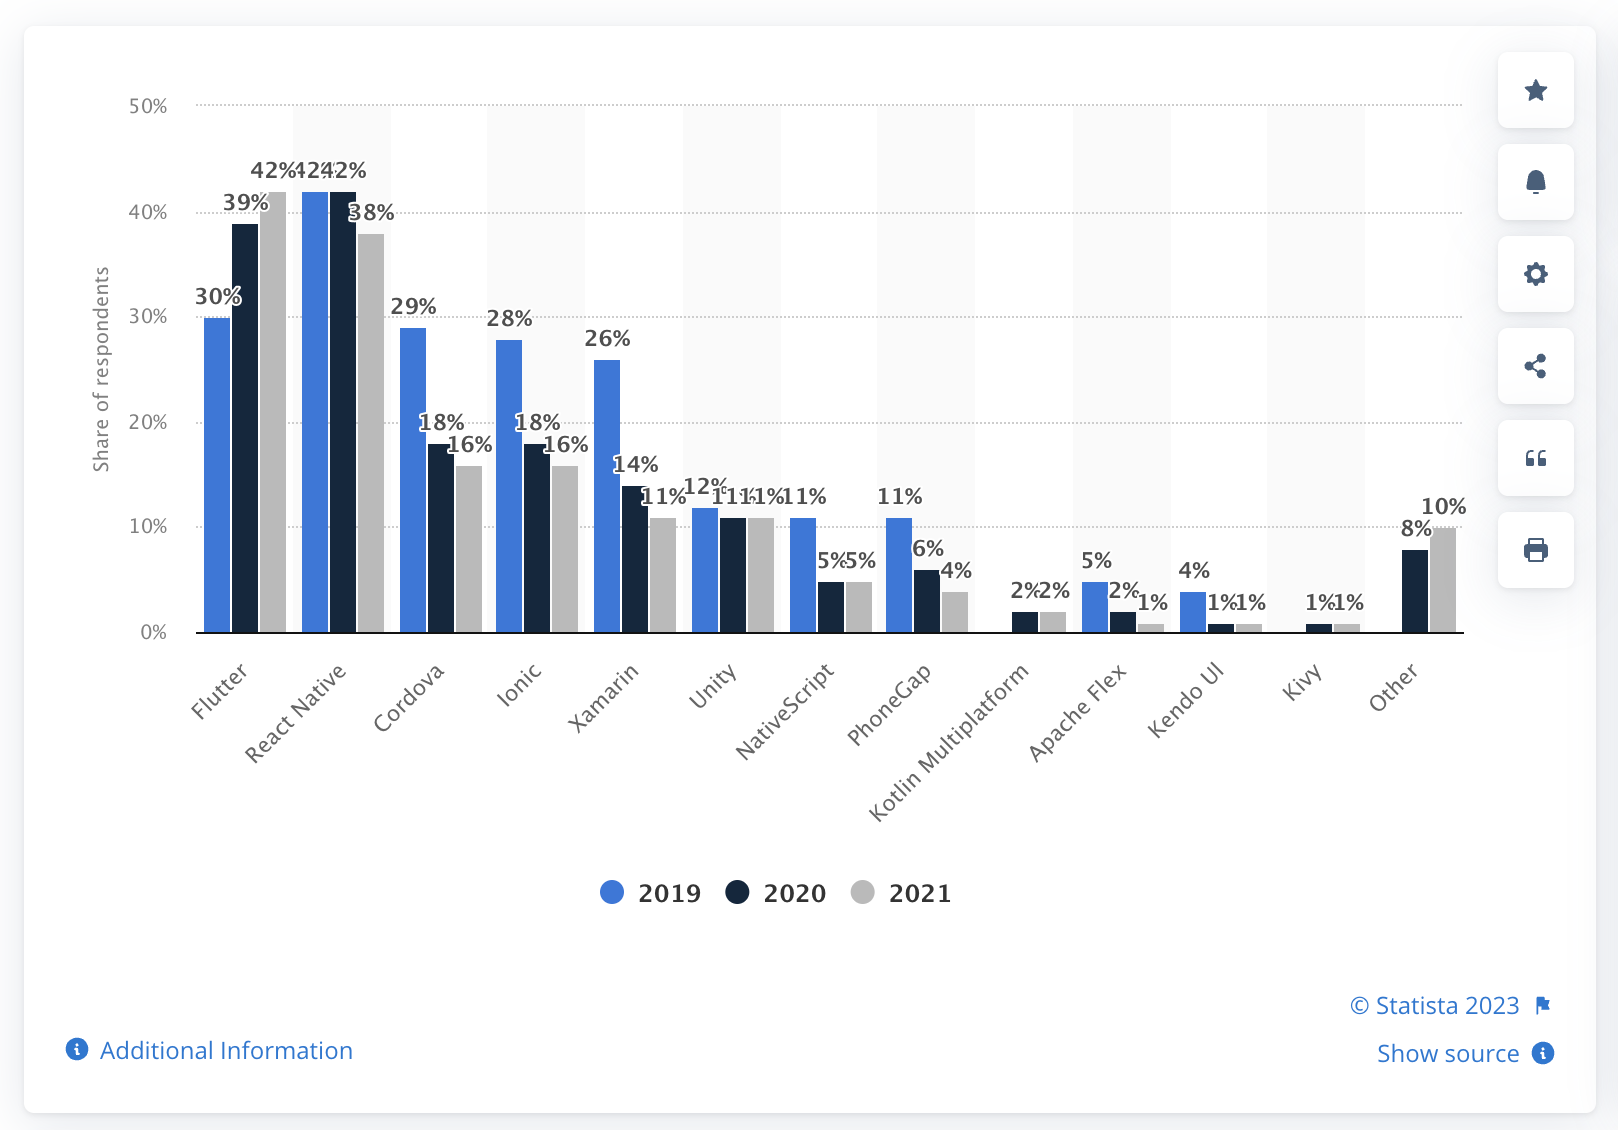 50%
40%
30%
20%
10%
0%
Share of respondents
30% 39% 42%
42% 42% 38%
29% 18% 16%
28% 18% 16%
26% 14% 11%
12% 11% 11%
11% 5% 5%
11% 6% 4%
2% 2%
5% 2% 1%
4% 1% 1%
1% 1%
8% 10%
Flutter
React Native
Cordova
Ionic
Xamarin
Unity
NativeScript
PhoneGap
Kotlin Multiplatform
Apache Flex
Kendo UI
Kivy
Other
2019 2020 2021
© Statista 2023
Additional Information
Show source